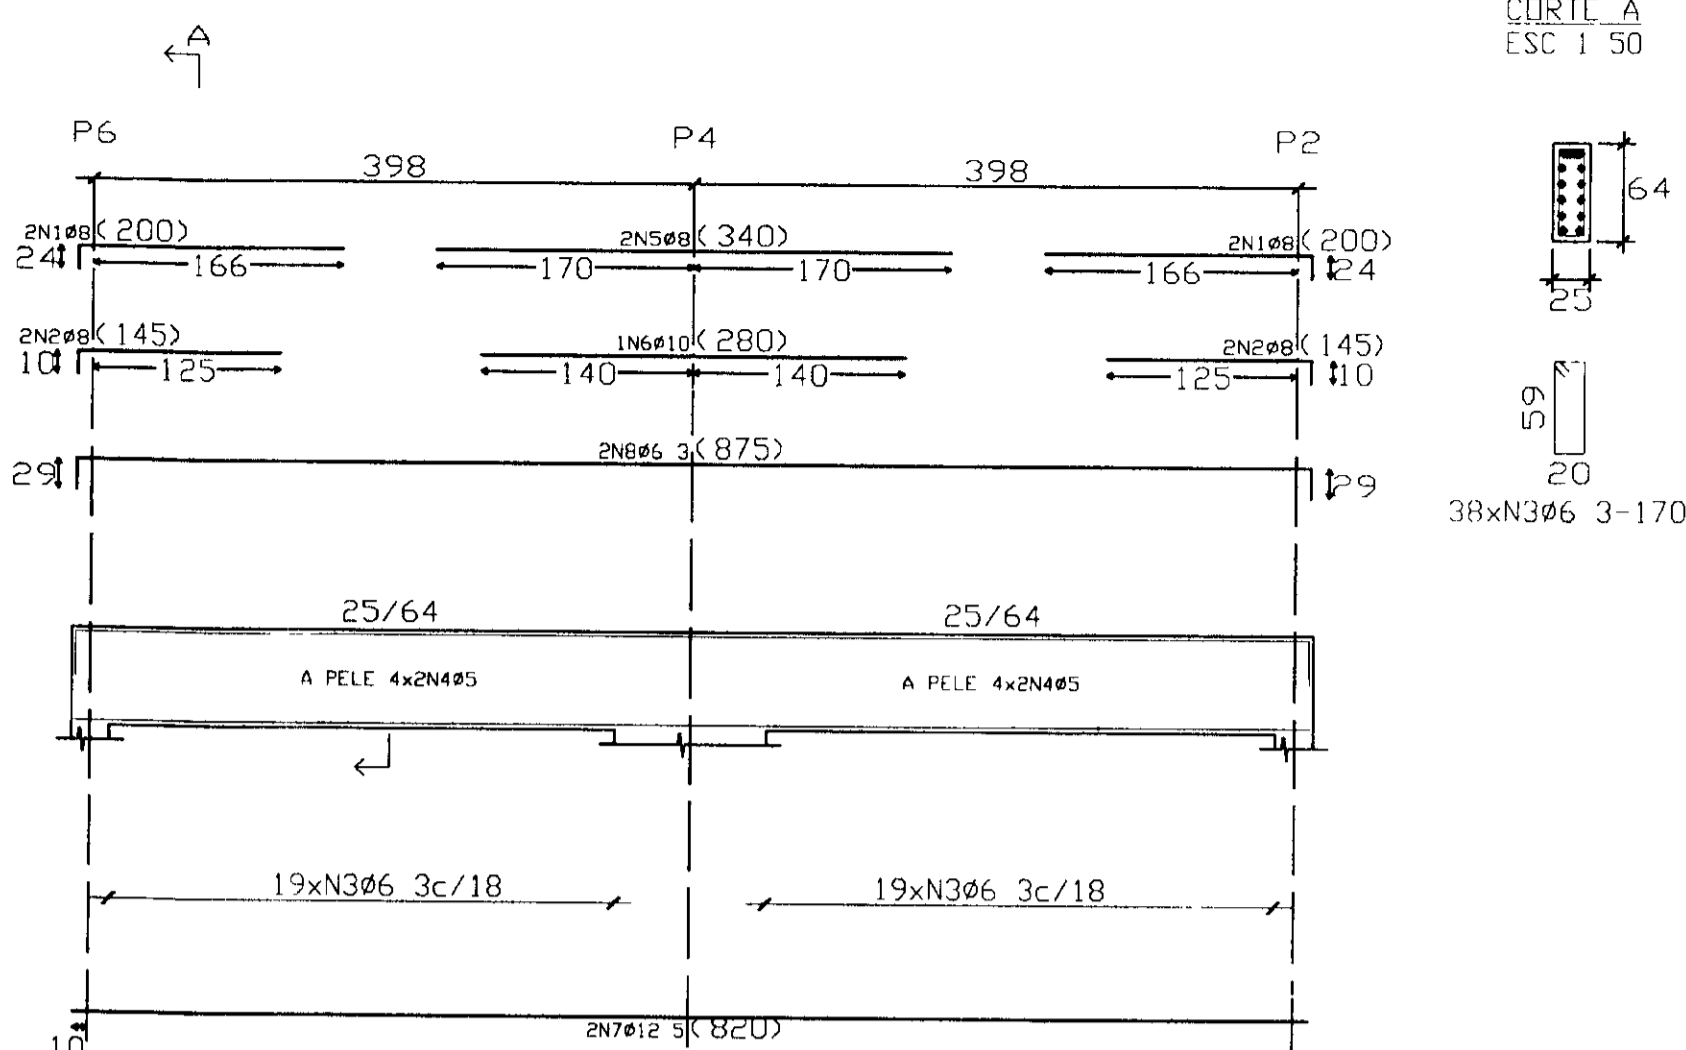 CORTE A
ESC 1 50
A
P6
P4
P2
398
398
2N1ø8(200)
2N5ø8(340)
2N1ø8(200)
24
166
170
170
166
24
2N2ø8(145)
1N6ø10(280)
2N2ø8(145)
10
125
140
140
125
10
2N8ø6 3(875)
29
29
64
25
59
20
38xN3ø6 3-170
25/64
25/64
A PELE 4x2N4ø5
A PELE 4x2N4ø5
19xN3ø6 3c/18
19xN3ø6 3c/18
2N7ø12 5(820)
10